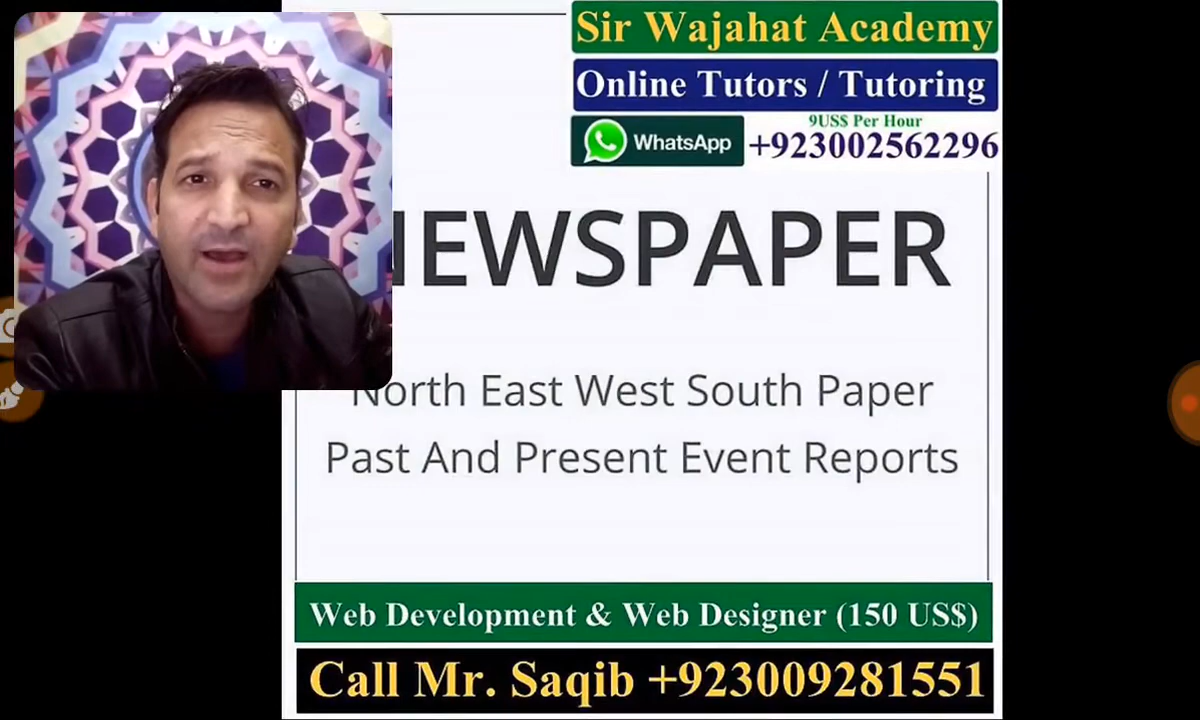 Sir Wajahat Academy
Online Tutors / Tutoring
9US$ Per Hour
WhatsApp +923002562296
NEWSPAPER
North East West South Paper
Past And Present Event Reports
Web Development & Web Designer (150 US$)
Call Mr. Saqib +923009281551